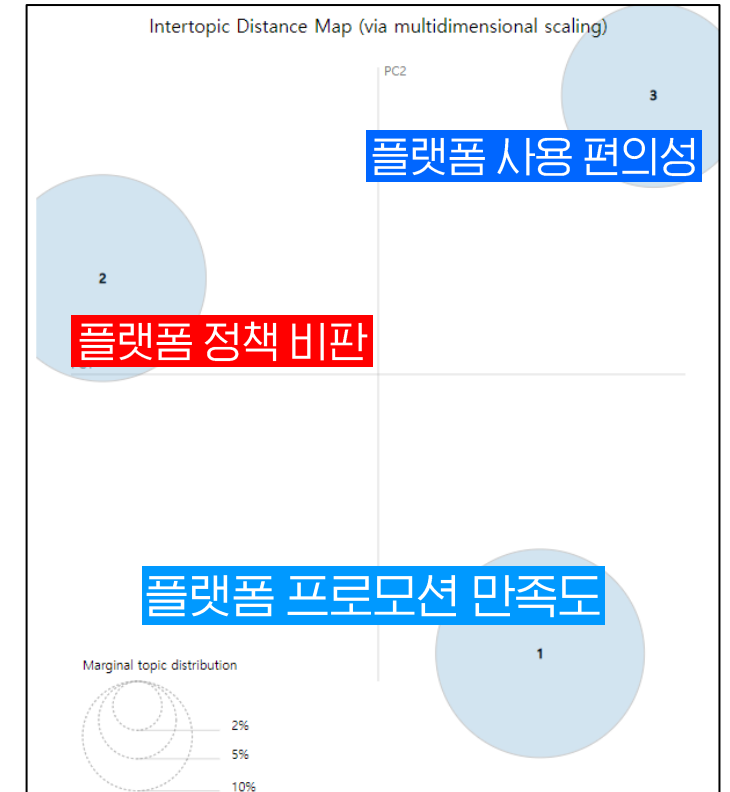 Intertopic Distance Map (via multidimensional scaling)
PC2
3
플랫폼 사용 편의성
2
플랫폼 정책 비판
플랫폼 프로모션 만족도
1
Marginal topic distribution
2%
5%
10%